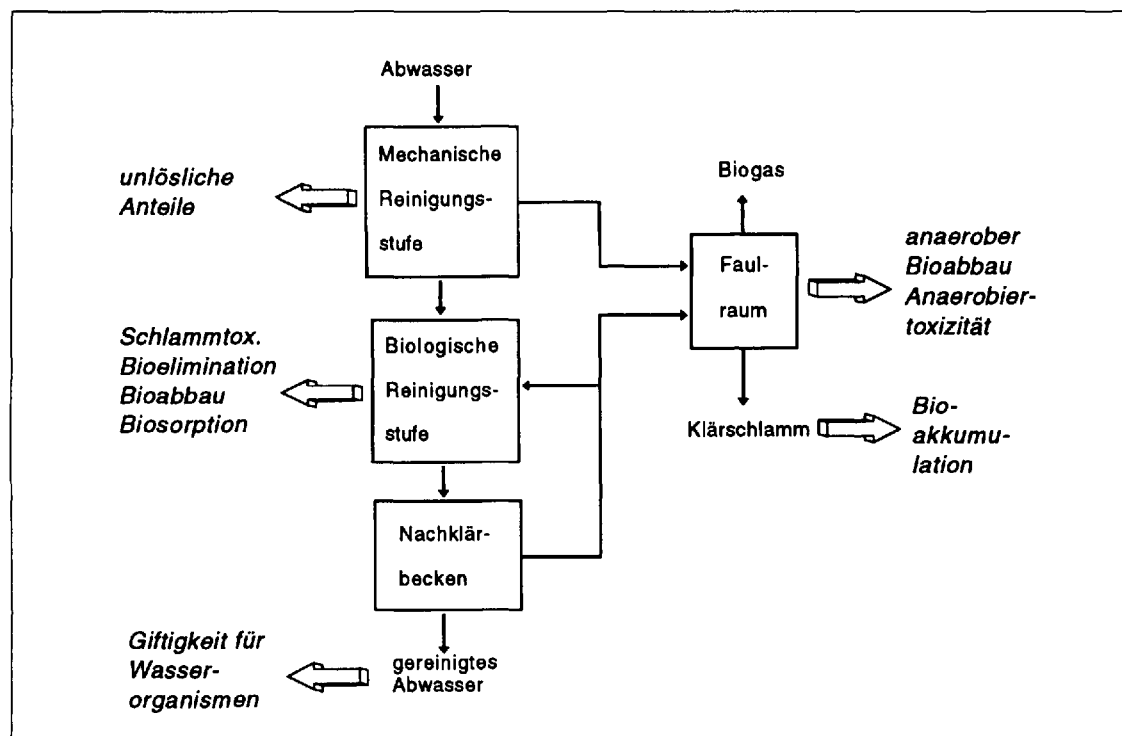 Abwasser
Mechanische
Reinigungs-
stufe
unlösliche
Anteile
Biologische
Reinigungs-
stufe
Schlammtox.
Bioelimination
Bioabbau
Biosorption
Nachklär-
becken
gereinigtes
Abwasser
Giftigkeit für
Wasser-
organismen
Biogas
Faul-
raum
anaerober
Bioabbau
Anaerobier-
toxizität
Klärschlamm
Bio-
akkumu-
lation